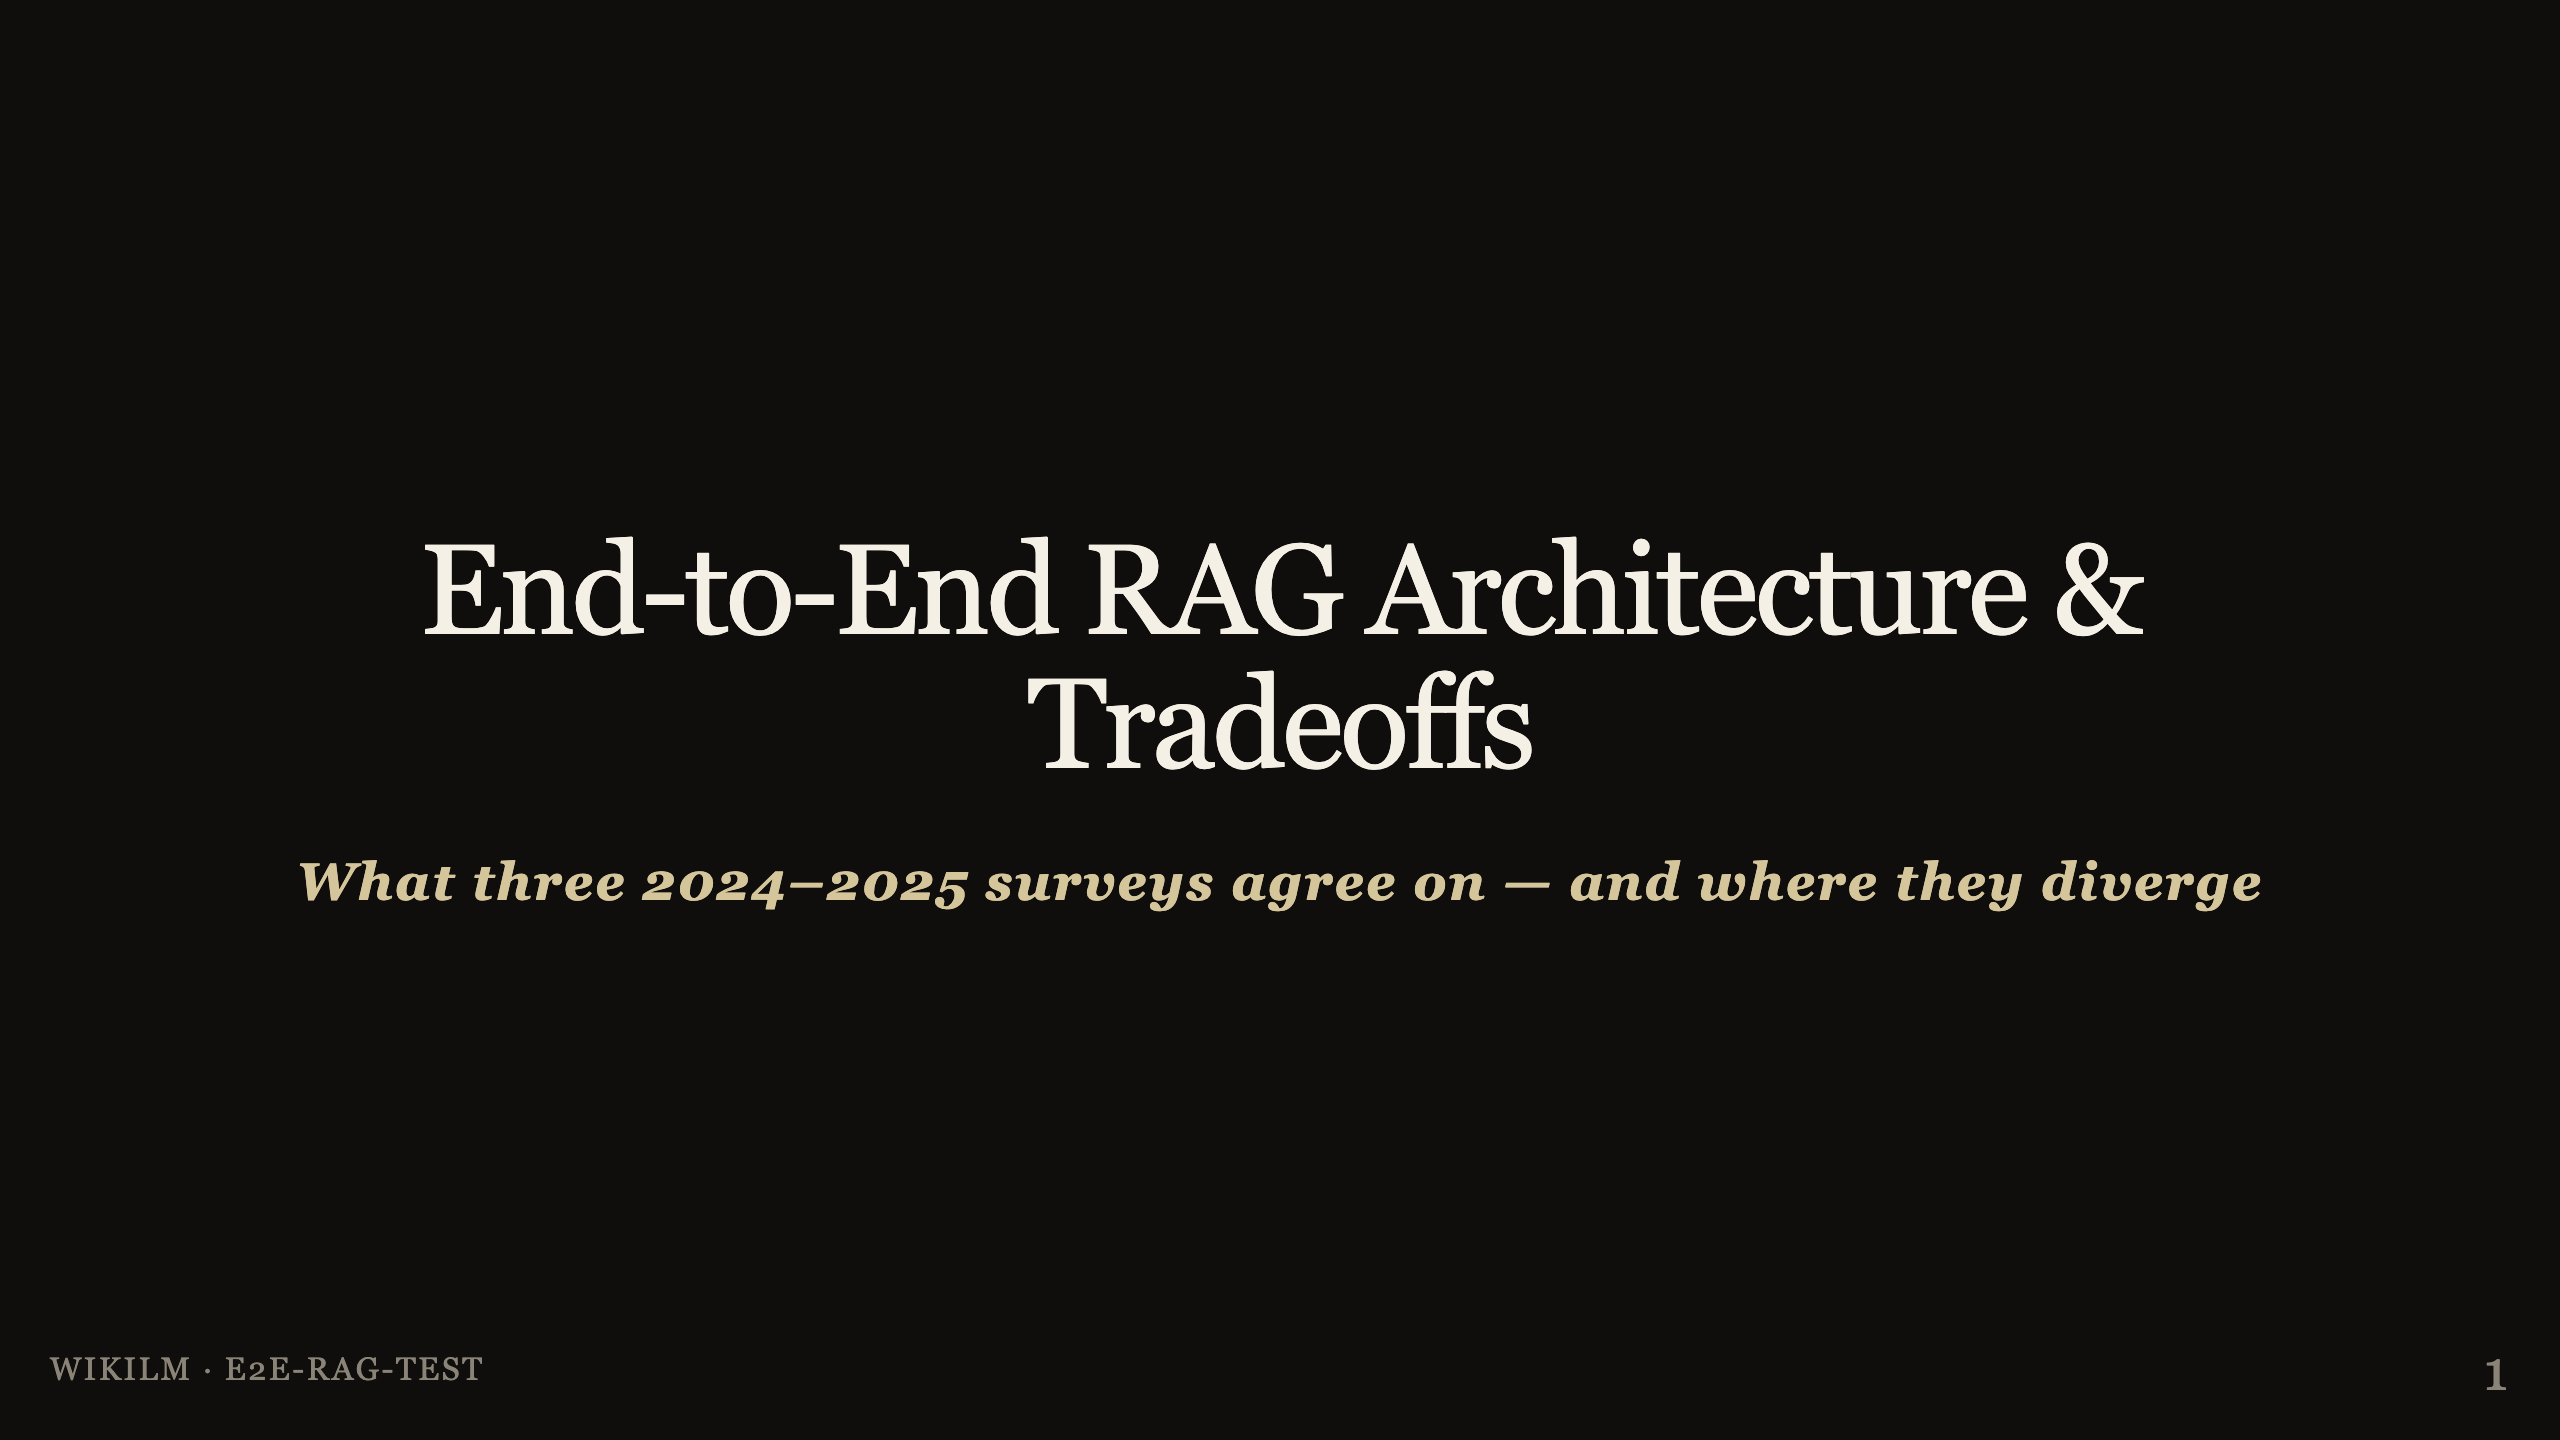 End-to-End RAG Architecture &
Tradeoffs
What three 2024–2025 surveys agree on — and where they diverge
WIKILM · E2E-RAG-TEST
1